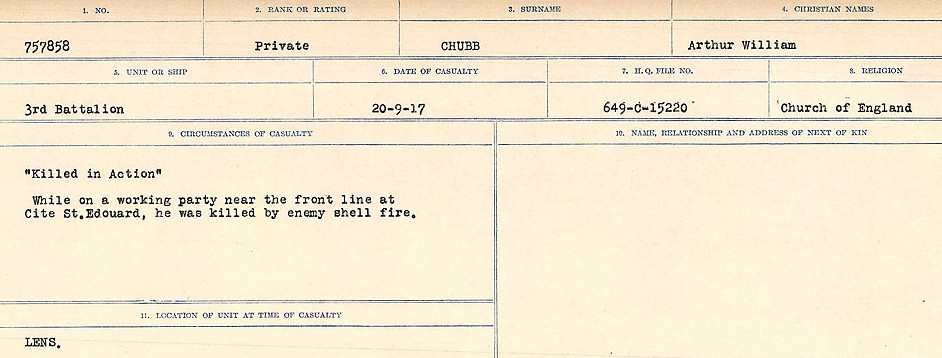 1. NO. 2. RANK OR RATING 3. SURNAME 4. CHRISTIAN NAMES
757858 Private CHUBB Arthur William
5. UNIT OR SHIP 6. DATE OF CASUALTY 7. H.Q. FILE NO. 8. RELIGION
3rd Battalion 20-9-17 649-C-15220 Church of England
9. CIRCUMSTANCES OF CASUALTY 10. NAME, RELATIONSHIP AND ADDRESS OF NEXT OF KIN
"Killed in Action"
While on a working party near the front line at
Cite St.Edouard, he was killed by enemy shell fire.
11. LOCATION OF UNIT AT TIME OF CASUALTY
LENS.